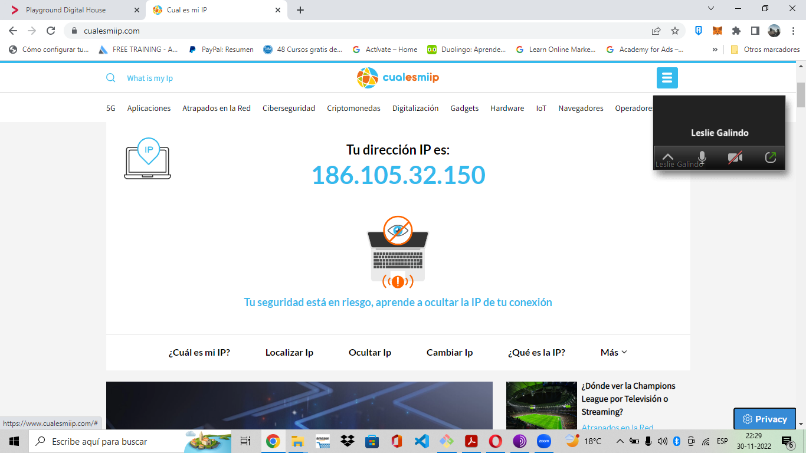 Playground Digital House
Cual es mi IP
cualesmiip.com
Cómo configurar tu...
FREE TRAINING – A...
PayPal: Resumen
48 Cursos gratis de...
Actívate – Home
Duolingo: Aprende...
Learn Online Marke...
Academy for Ads –...
»
Otros marcadores
What is my Ip
cualesmiip
5G
Aplicaciones
Atrapados en la Red
Ciberseguridad
Criptomonedas
Digitalización
Gadgets
Hardware
IoT
Navegadores
Operadore
Leslie Galindo
Leslie Galindo
Tu dirección IP es:
186.105.32.150
IP
Tu seguridad está en riesgo, aprende a ocultar la IP de tu conexión
¿Cuál es mi IP?
Localizar Ip
Ocultar Ip
Cambiar Ip
¿Qué es la IP?
Más
¿Dónde ver la Champions
League por Televisión o
Streaming?
Atrapados en la Red
Privacy
https://www.cualesmiip.com/#
Escribe aquí para buscar
zoom
18°C
ESP
22:29
30-11-2022
6